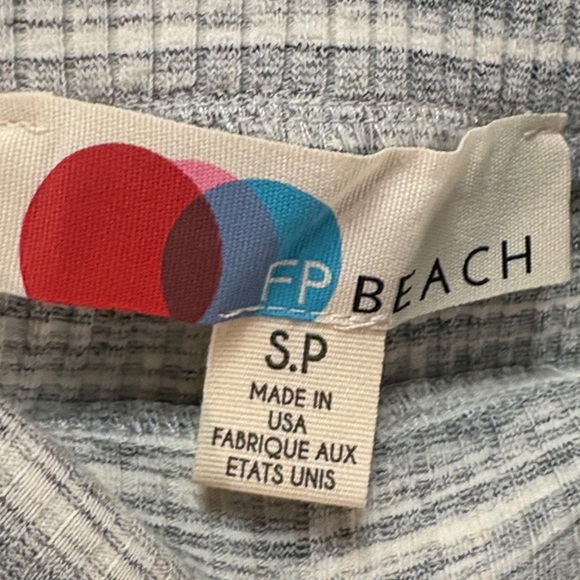 FP BEACH
S.P
MADE IN
USA
FABRIQUE AUX
ETATS UNIS